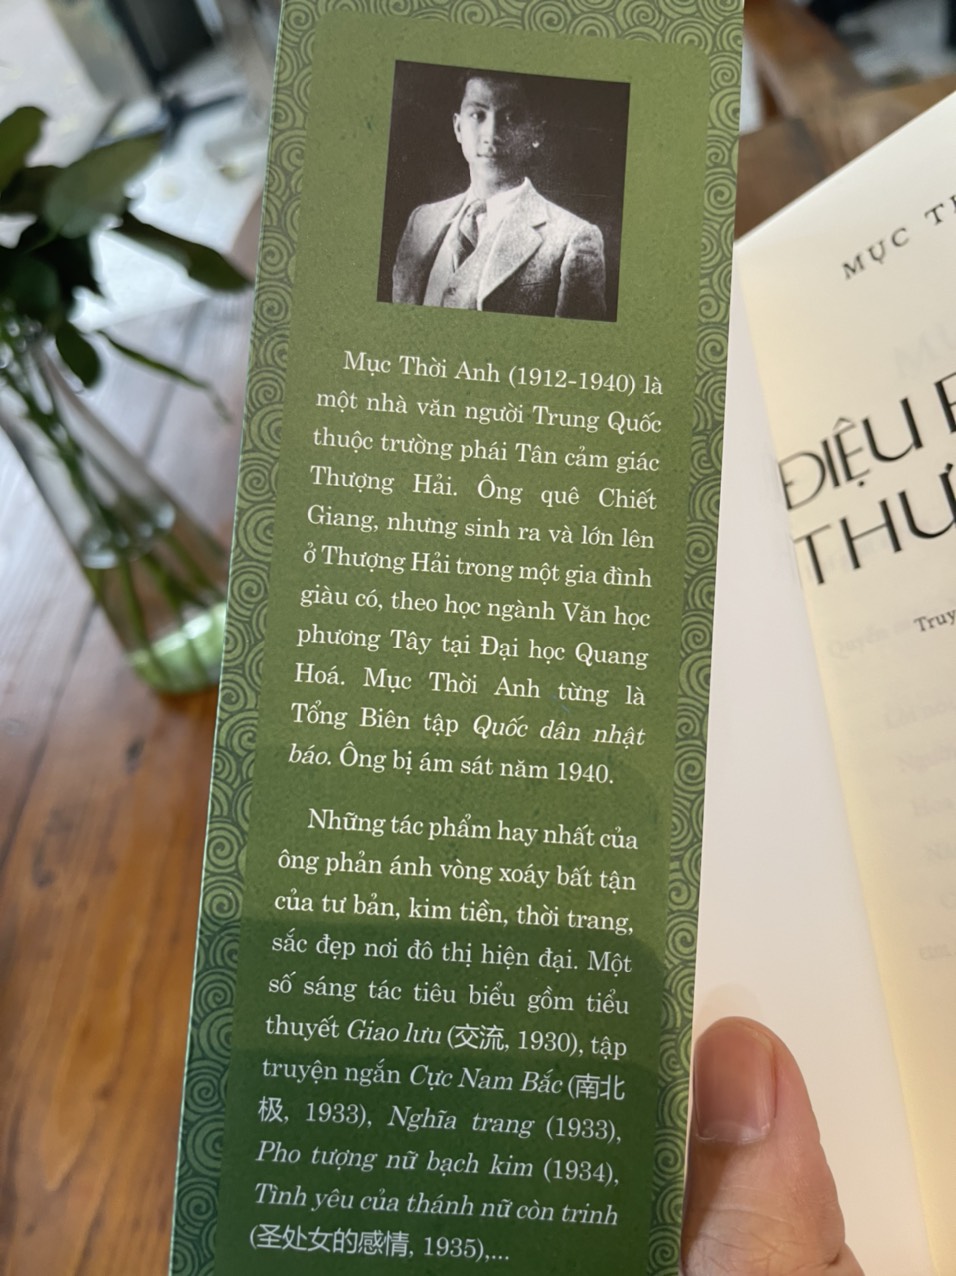 Mục Thời Anh (1912-1940) là
một nhà văn người Trung Quốc
thuộc trường phái Tân cảm giác
Thượng Hải. Ông quê Chiết
Giang, nhưng sinh ra và lớn lên
ở Thượng Hải trong một gia đình
giàu có, theo học ngành Văn học
phương Tây tại Đại học Quang
Hoá. Mục Thời Anh từng là
Tổng Biên tập Quốc dân nhật
báo. Ông bị ám sát năm 1940.
Những tác phẩm hay nhất của
ông phản ánh vòng xoáy bất tận
của tư bản, kim tiền, thời trang,
sắc đẹp nơi đô thị hiện đại. Một
số sáng tác tiêu biểu gồm tiểu
thuyết Giao lưu (交流, 1930), tập
truyện ngắn Cực Nam Bắc (南北
极, 1933), Nghĩa trang (1933),
Pho tượng nữ bạch kim (1934),
Tình yêu của thánh nữ còn trinh
(圣处女的感情, 1935),...
MỤC
ĐIỆU